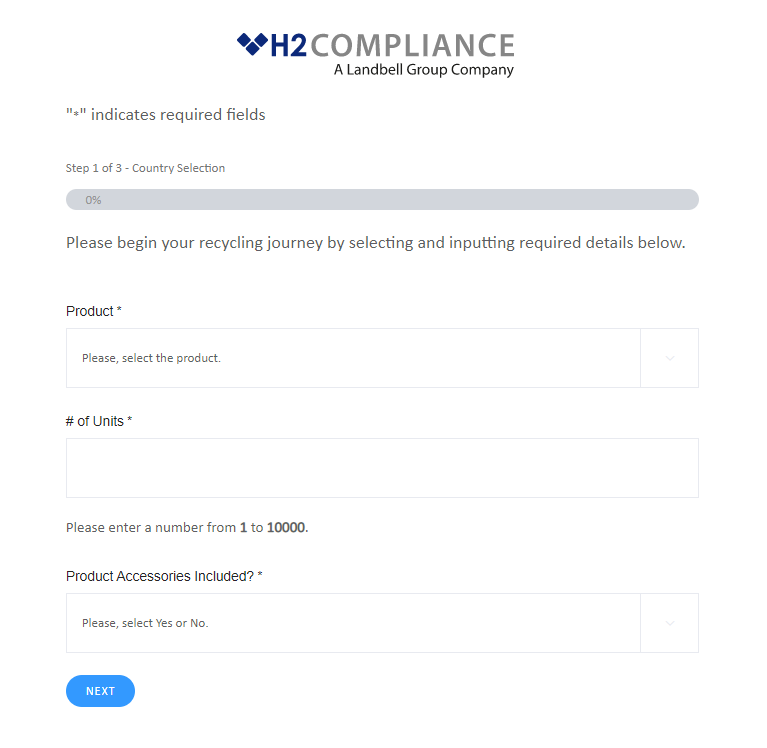 H2COMPLIANCE
A Landbell Group Company
"*" indicates required fields
Step 1 of 3 - Country Selection
0%
Please begin your recycling journey by selecting and inputting required details below.
Product *
Please, select the product.
# of Units *
Please enter a number from 1 to 10000.
Product Accessories Included? *
Please, select Yes or No.
NEXT